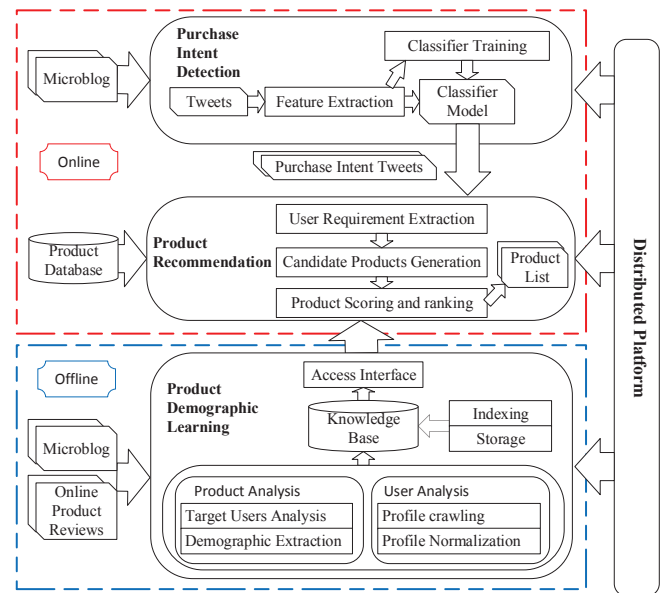 Purchase
Intent
Detection
Classifier Training
Microblog
Tweets
Feature Extraction
Classifier
Model
Online
Purchase Intent Tweets
Product
Database
Product
Recommendation
User Requirement Extraction
Candidate Products Generation
Product Scoring and ranking
Product
List
Distributed Platform
Offline
Product
Demographic
Learning
Access Interface
Knowledge
Base
Indexing
Storage
Microblog
Online
Product
Reviews
Product Analysis
Target Users Analysis
Demographic Extraction
User Analysis
Profile crawling
Profile Normalization